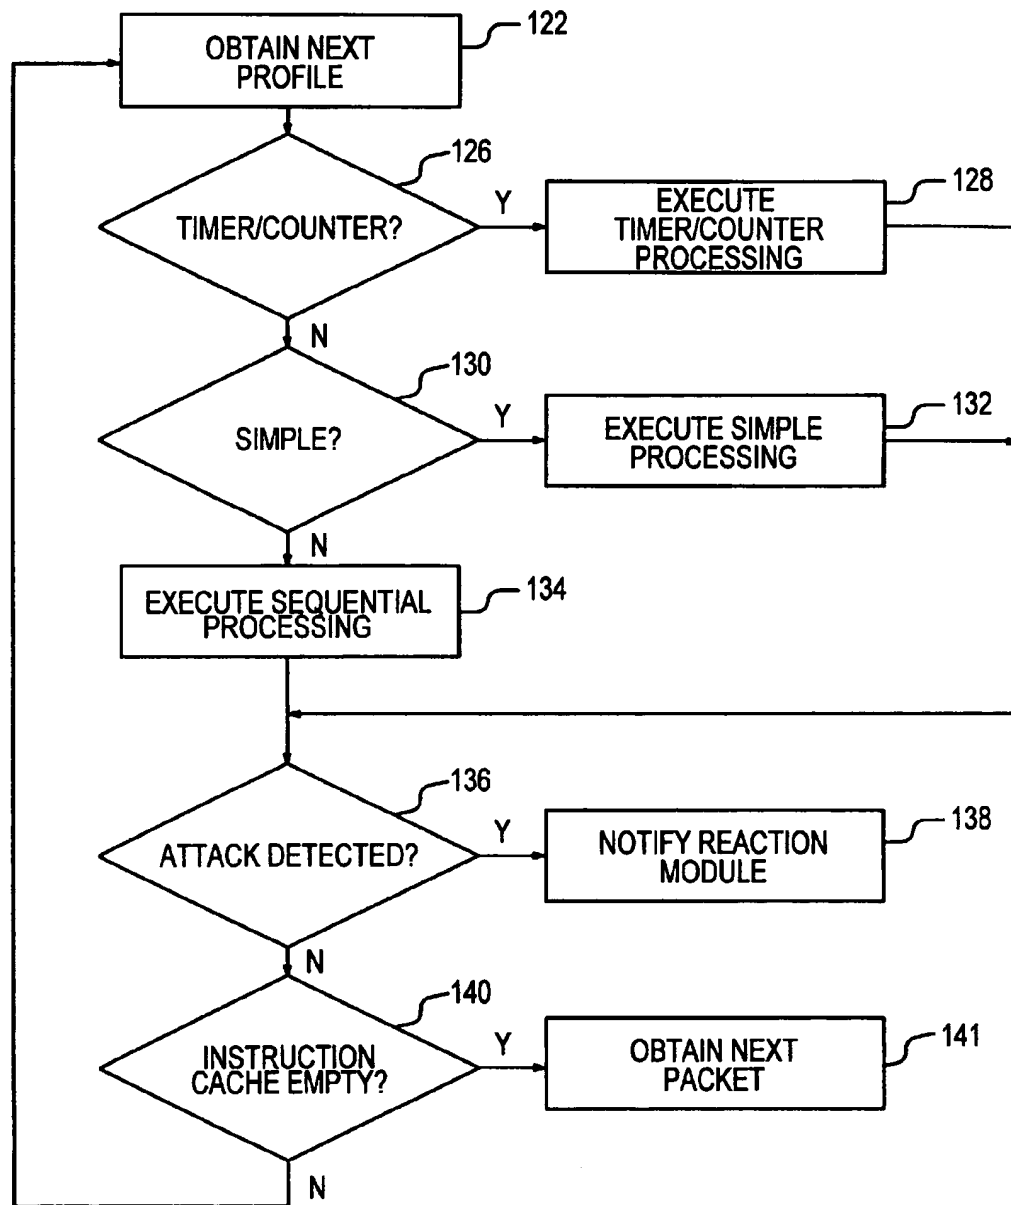 OBTAIN NEXT
PROFILE
122
TIMER/COUNTER?
126
Y
EXECUTE
TIMER/COUNTER
PROCESSING
128
N
SIMPLE?
130
Y
EXECUTE SIMPLE
PROCESSING
132
N
EXECUTE SEQUENTIAL
PROCESSING
134
ATTACK DETECTED?
136
Y
NOTIFY REACTION
MODULE
138
N
INSTRUCTION
CACHE EMPTY?
140
Y
OBTAIN NEXT
PACKET
141
N